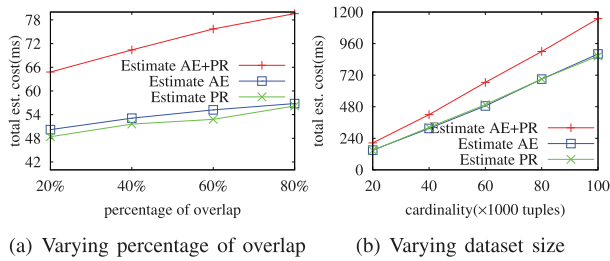 total est. cost(ms)
78
72
66
60
54
48
42
Estimate AE+PR
Estimate AE
Estimate PR
20%
40%
60%
80%
percentage of overlap
(a) Varying percentage of overlap
total est. cost(ms)
1200
960
720
480
240
0
Estimate AE+PR
Estimate AE
Estimate PR
20
40
60
80
100
cardinality(×1000 tuples)
(b) Varying dataset size